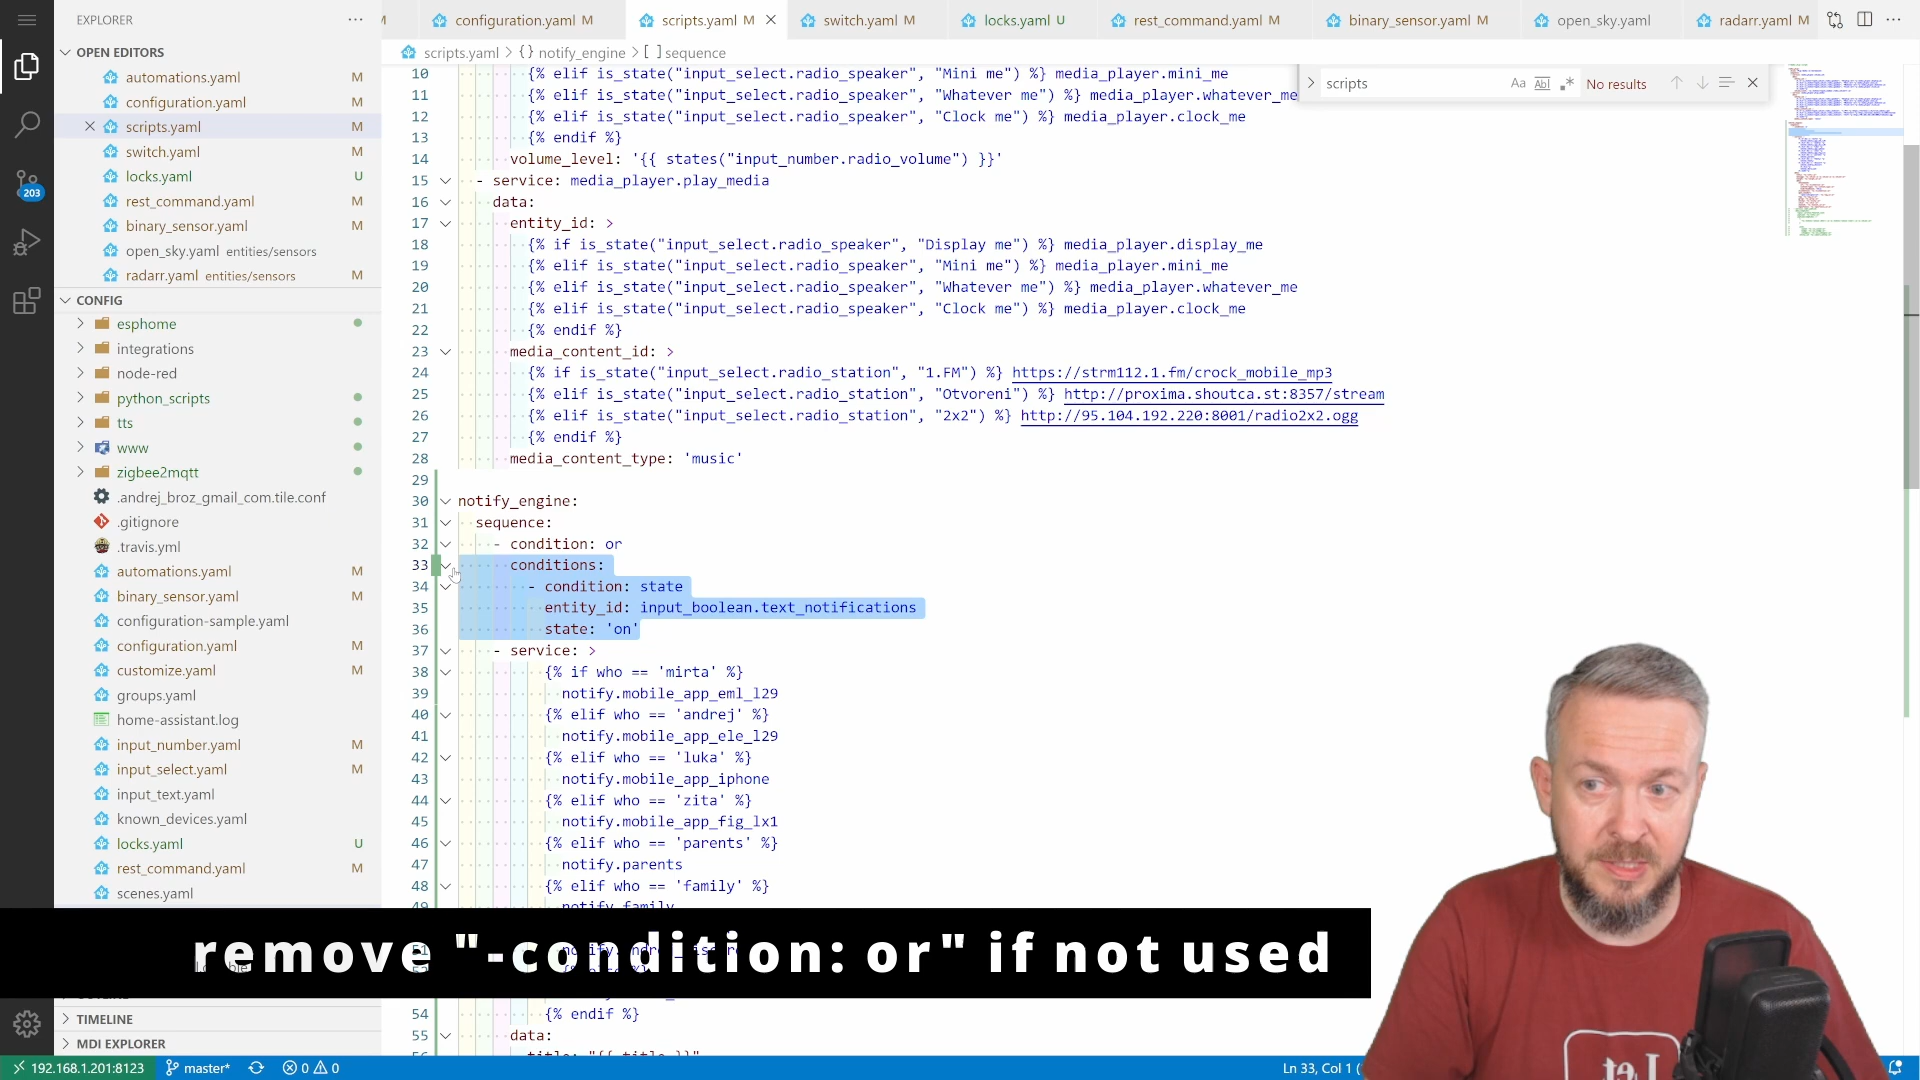 EXPLORER
configuration.yaml M
scripts.yaml M
switch.yaml M
locks.yaml U
rest_command.yaml M
binary_sensor.yaml M
open_sky.yaml
radarr.yaml M
OPEN EDITORS
automations.yaml M
configuration.yaml M
scripts.yaml M
switch.yaml M
locks.yaml U
rest_command.yaml M
binary_sensor.yaml M
open_sky.yaml entities/sensors
radarr.yaml entities/sensors M
CONFIG
esphome
integrations
node-red
python_scripts
tts
www
zigbee2mqtt
.andrej_broz_gmail_com.tile.conf
.gitignore
.travis.yml
automations.yaml M
binary_sensor.yaml M
configuration-sample.yaml
configuration.yaml M
customize.yaml M
groups.yaml
home-assistant.log
input_number.yaml M
input_select.yaml M
input_text.yaml
known_devices.yaml
locks.yaml U
rest_command.yaml M
scenes.yaml
TIMELINE
MDI EXPLORER
203
scripts.yaml > {} notify_engine > [ ] sequence
scripts
Aa
No results
10 {% elif is_state("input_select.radio_speaker", "Mini me") %} media_player.mini_me
11 {% elif is_state("input_select.radio_speaker", "Whatever me") %} media_player.whatever_me
12 {% elif is_state("input_select.radio_speaker", "Clock me") %} media_player.clock_me
13 {% endif %}
14 volume_level: '{{ states("input_number.radio_volume") }}'
15 - service: media_player.play_media
16 data:
17 entity_id: >
18 {% if is_state("input_select.radio_speaker", "Display me") %} media_player.display_me
19 {% elif is_state("input_select.radio_speaker", "Mini me") %} media_player.mini_me
20 {% elif is_state("input_select.radio_speaker", "Whatever me") %} media_player.whatever_me
21 {% elif is_state("input_select.radio_speaker", "Clock me") %} media_player.clock_me
22 {% endif %}
23 media_content_id: >
24 {% if is_state("input_select.radio_station", "1.FM") %} https://strm112.1.fm/crock_mobile_mp3
25 {% elif is_state("input_select.radio_station", "Otvoreni") %} http://proxima.shoutca.st:8357/stream
26 {% elif is_state("input_select.radio_station", "2x2") %} http://95.104.192.220:8001/radio2x2.ogg
27 {% endif %}
28 media_content_type: 'music'
29
30 notify_engine:
31 sequence:
32 - condition: or
33 conditions:
34 - condition: state
35 entity_id: input_boolean.text_notifications
36 state: 'on'
37 - service: >
38 {% if who == 'mirta' %}
39 notify.mobile_app_eml_l29
40 {% elif who == 'andrej' %}
41 notify.mobile_app_ele_l29
42 {% elif who == 'luka' %}
43 notify.mobile_app_iphone
44 {% elif who == 'zita' %}
45 notify.mobile_app_fig_lx1
46 {% elif who == 'parents' %}
47 notify.parents
48 {% elif who == 'family' %}
49 notify.family
54 {% endif %}
55 data:
56 title: "{{ title }}"
remove "-condition: or" if not used
192.168.1.201:8123
master*
0 0
Ln 33, Col 1 (
Let